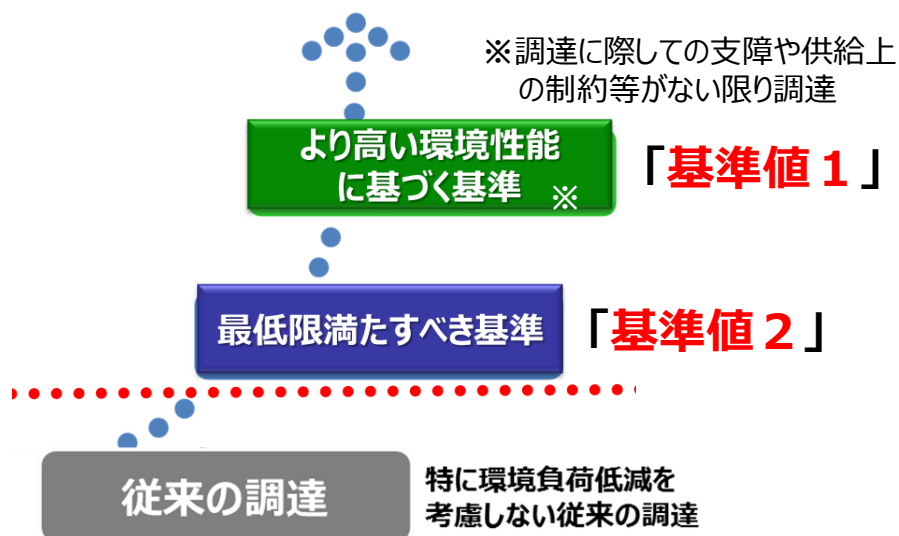 ※調達に際しての支障や供給上
の制約等がない限り調達
より高い環境性能
に基づく基準 ※
「基準値１」
最低限満たすべき基準
「基準値２」
従来の調達
特に環境負荷低減を
考慮しない従来の調達